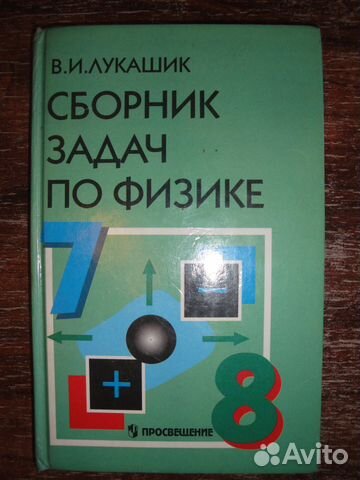 В.И.ЛУКАШИК
СБОРНИК
ЗАДАЧ
ПО ФИЗИКЕ
7
8
ПРОСВЕЩЕНИЕ
Avito